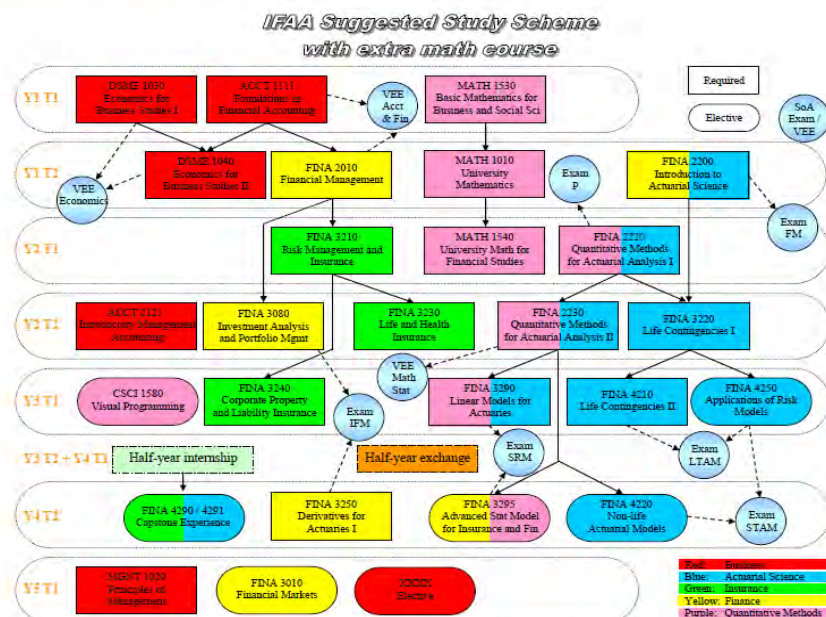 IFAA Suggested Study Scheme
with extra math course
Y1 T1
DSME 1030
Economics for
Business Studies I
ACCT 1111
Foundations in
Financial Accounting
VEE
Acct
& Fin
MATH 1530
Basic Mathematics for
Business and Social Sci
Required
Elective
SoA
Exam /
VEE
Y1 T2
VEE
Economics
DSME 1040
Economics for
Business Studies II
FINA 2010
Financial Management
MATH 1010
University
Mathematics
Exam
P
FINA 2200
Introduction to
Actuarial Science
Exam
FM
Y2 T1
FINA 3210
Risk Management and
Insurance
MATH 1540
University Math for
Financial Studies
FINA 2220
Quantitative Methods
for Actuarial Analysis I
Y2 T2
ACCT 2121
Introductory Management
Accounting
FINA 3080
Investment Analysis
and Portfolio Mgmt
FINA 3230
Life and Health
Insurance
FINA 2230
Quantitative Methods
for Actuarial Analysis II
FINA 3220
Life Contingencies I
VEE
Math
Stat
Y3 T1
CSCI 1580
Visual Programming
FINA 3240
Corporate Property
and Liability Insurance
Exam
IFM
FINA 3290
Linear Models for
Actuaries
FINA 4210
Life Contingencies II
FINA 4250
Applications of Risk
Models
Y3 T2 + Y4 T1
Half-year internship
Half-year exchange
Exam
SRM
Exam
LTAM
Y4 T2
FINA 4290 / 4291
Capstone Experience
FINA 3250
Derivatives for
Actuaries I
FINA 3295
Advanced Stat Model
for Insurance and Fin
FINA 4220
Non-life
Actuarial Models
Exam
STAM
Y5 T1
MGNT 1020
Principles of
Management
FINA 3010
Financial Markets
XXXX
Elective
Red: Business
Blue: Actuarial Science
Green: Insurance
Yellow: Finance
Purple: Quantitative Methods